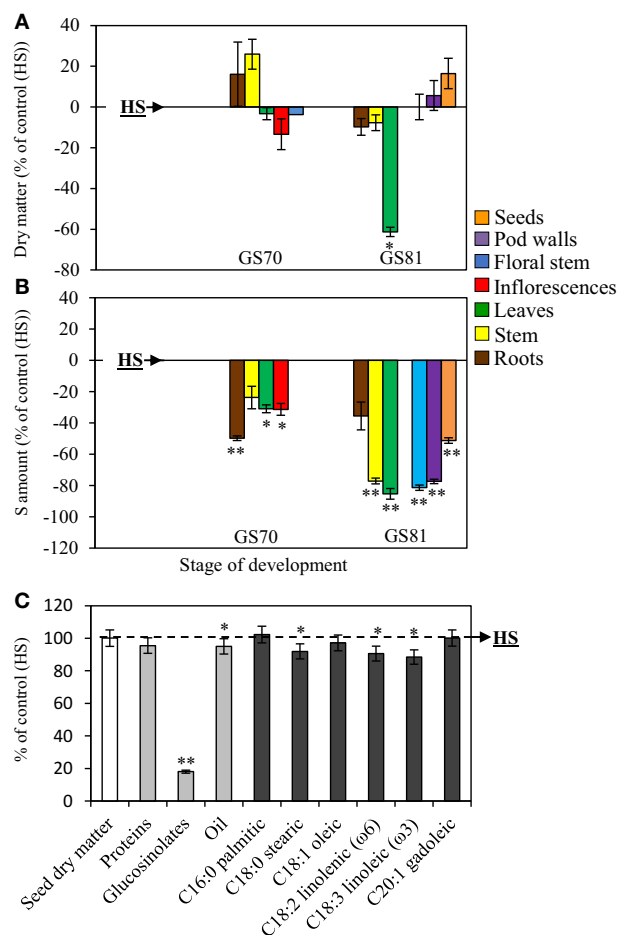 A
Dry matter (% of control (HS))
40
20
0
-20
-40
-60
-80
HS
*
GS70
GS81
Seeds
Pod walls
Floral stem
Inflorescences
Leaves
Stem
Roots
B
S amount (% of control (HS))
40
20
0
-20
-40
-60
-80
-100
-120
HS
** * * ** ** ** ** **
GS70
GS81
Stage of development
C
% of control (HS)
120
100
80
60
40
20
0
** * * * *
HS
Seed dry matter
Proteins
Glucosinolates
Oil
C16:0 palmitic
C18:0 stearic
C18:1 oleic
C18:2 linolenic (ω6)
C18:3 linoleic (ω3)
C20:1 gadoleic